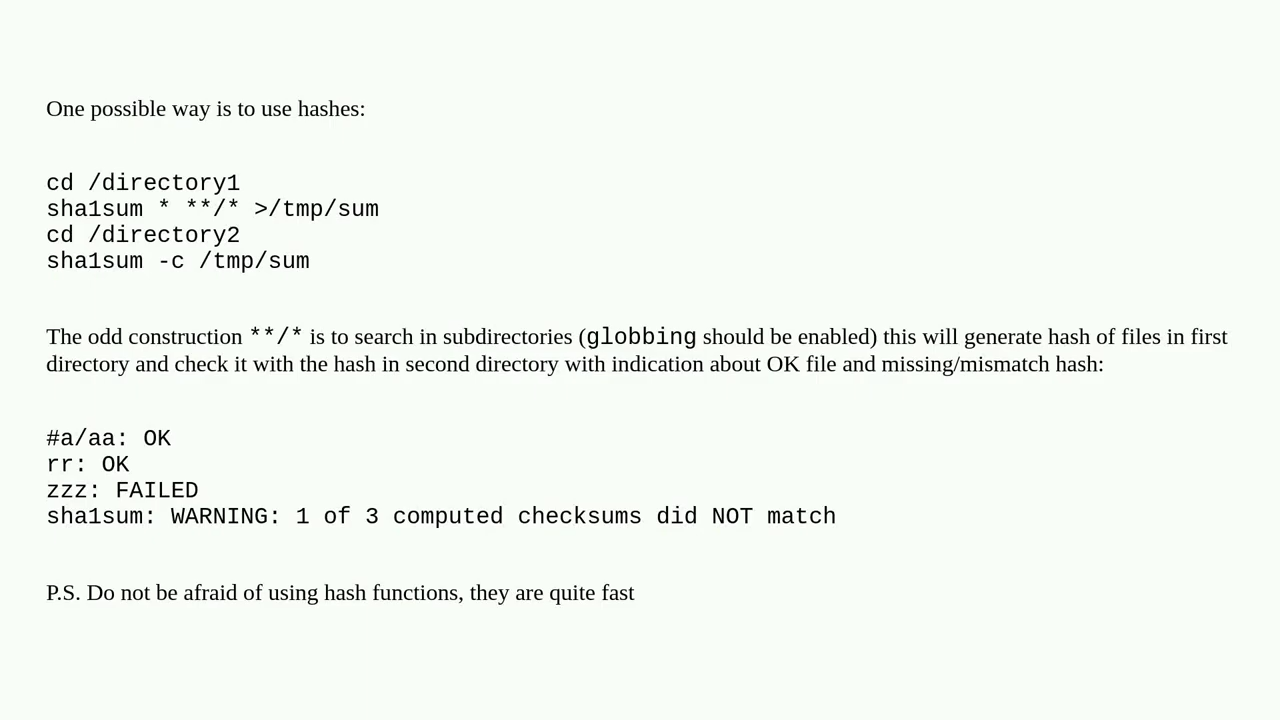 One possible way is to use hashes:
cd /directory1
sha1sum * **/* >/tmp/sum
cd /directory2
sha1sum -c /tmp/sum
The odd construction **/* is to search in subdirectories (globbing should be enabled) this will generate hash of files in first
directory and check it with the hash in second directory with indication about OK file and missing/mismatch hash:
#a/aa: OK
rr: OK
zzz: FAILED
sha1sum: WARNING: 1 of 3 computed checksums did NOT match
P.S. Do not be afraid of using hash functions, they are quite fast